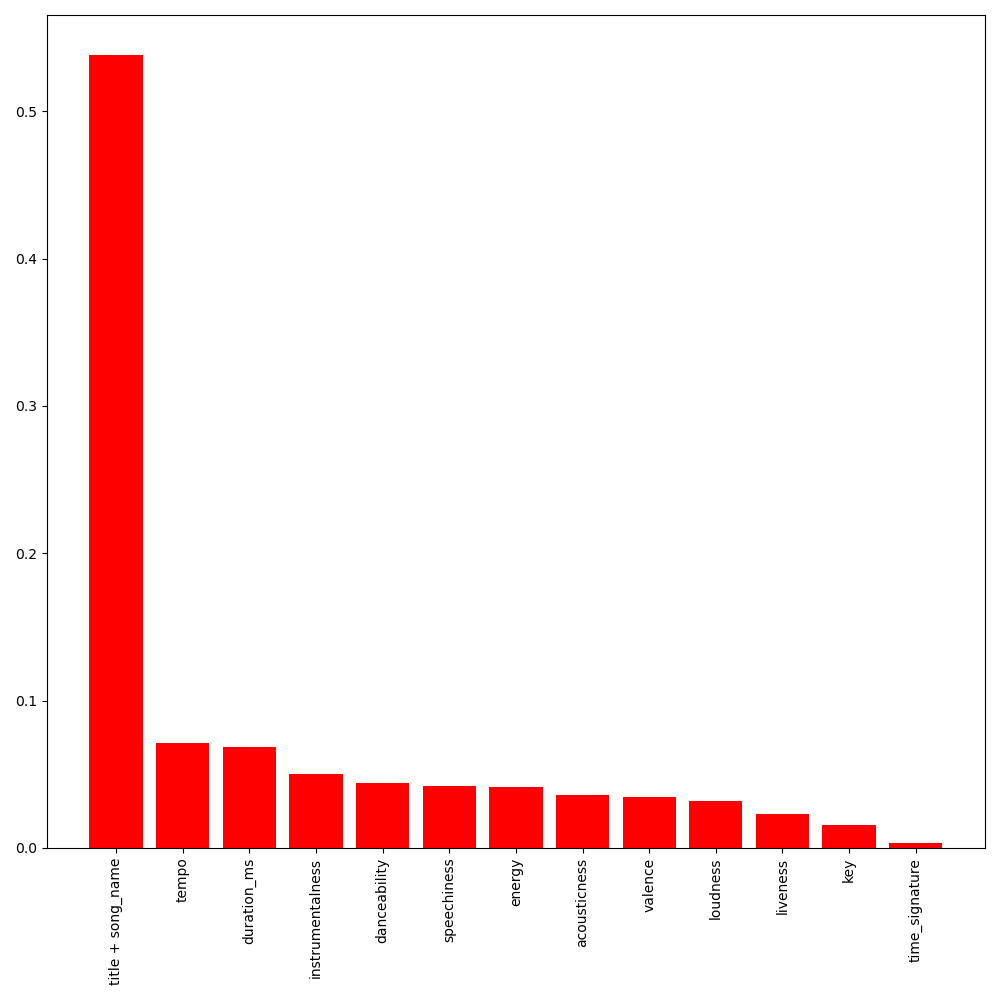 0.5
0.4
0.3
0.2
0.1
0.0
title + song_name
tempo
duration_ms
instrumentalness
danceability
speechiness
energy
acousticness
valence
loudness
liveness
key
time_signature